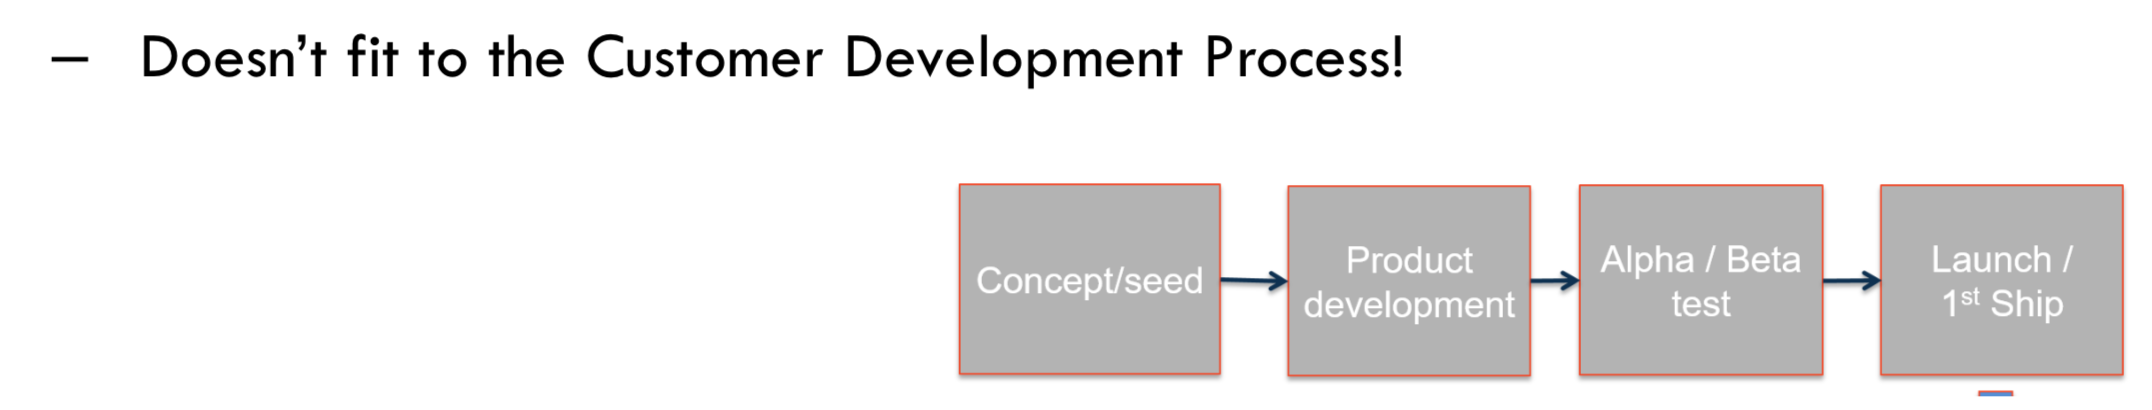 – Doesn’t fit to the Customer Development Process!
Concept/seed
Product
development
Alpha / Beta
test
Launch /
1st Ship